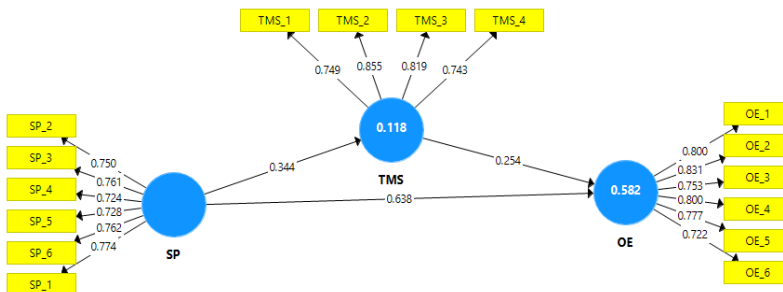 TMS_1
TMS_2
TMS_3
TMS_4
0.749
0.855
0.819
0.743
0.118
TMS
SP_2
SP_3
SP_4
SP_5
SP_6
SP_1
0.750
0.761
0.724
0.728
0.762
0.774
SP
0.344
0.254
0.638
0.582
OE
0.800
0.831
0.753
0.800
0.777
0.722
OE_1
OE_2
OE_3
OE_4
OE_5
OE_6